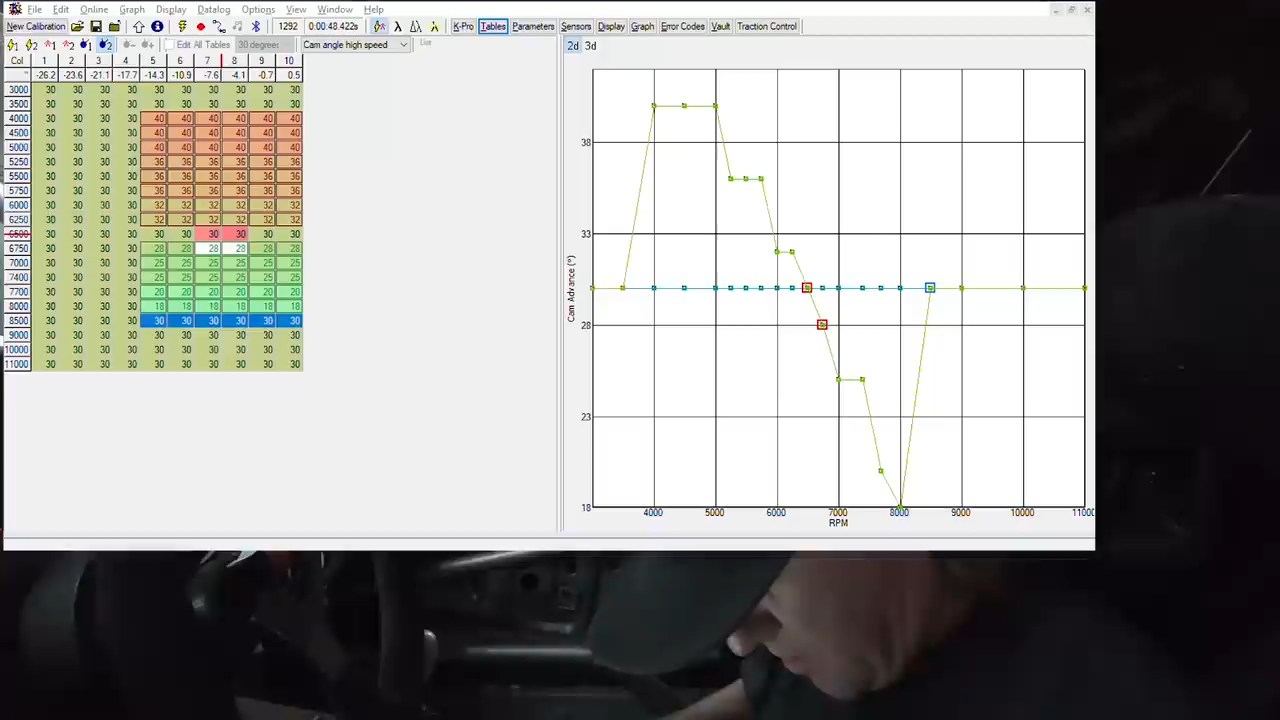 File Edit Online Graph Display Datalog Options View Window Help
New Calibration 1292 0:00:48.422s K-Pro Tables Parameters Sensors Display Graph Error Codes Vault Traction Control
1 2 1 2 1 2 Edit All Tables 30 degrees Cam angle high speed Live
2d 3d
Col 1 2 3 4 5 6 7 8 9 10
" -26.2 -23.6 -21.1 -17.7 -14.3 -10.9 -7.6 -4.1 -0.7 0.5
3000 30 30 30 30 30 30 30 30 30 30
3500 30 30 30 30 30 30 30 30 30 30
4000 30 30 30 30 40 40 40 40 40 40
4500 30 30 30 30 40 40 40 40 40 40
5000 30 30 30 30 40 40 40 40 40 40
5250 30 30 30 30 36 36 36 36 36 36
5500 30 30 30 30 36 36 36 36 36 36
5750 30 30 30 30 36 36 36 36 36 36
6000 30 30 30 30 32 32 32 32 32 32
6250 30 30 30 30 32 32 32 32 32 32
6500 30 30 30 30 30 30 30 30 30 30
6750 30 30 30 30 28 28 28 28 28 28
7000 30 30 30 30 25 25 25 25 25 25
7400 30 30 30 30 25 25 25 25 25 25
7700 30 30 30 30 20 20 20 20 20 20
8000 30 30 30 30 18 18 18 18 18 18
8500 30 30 30 30 30 30 30 30 30 30
9000 30 30 30 30 30 30 30 30 30 30
10000 30 30 30 30 30 30 30 30 30 30
11000 30 30 30 30 30 30 30 30 30 30
38
33
Cam Advance (°)
28
23
18
4000 5000 6000 7000 8000 9000 10000 1100
RPM